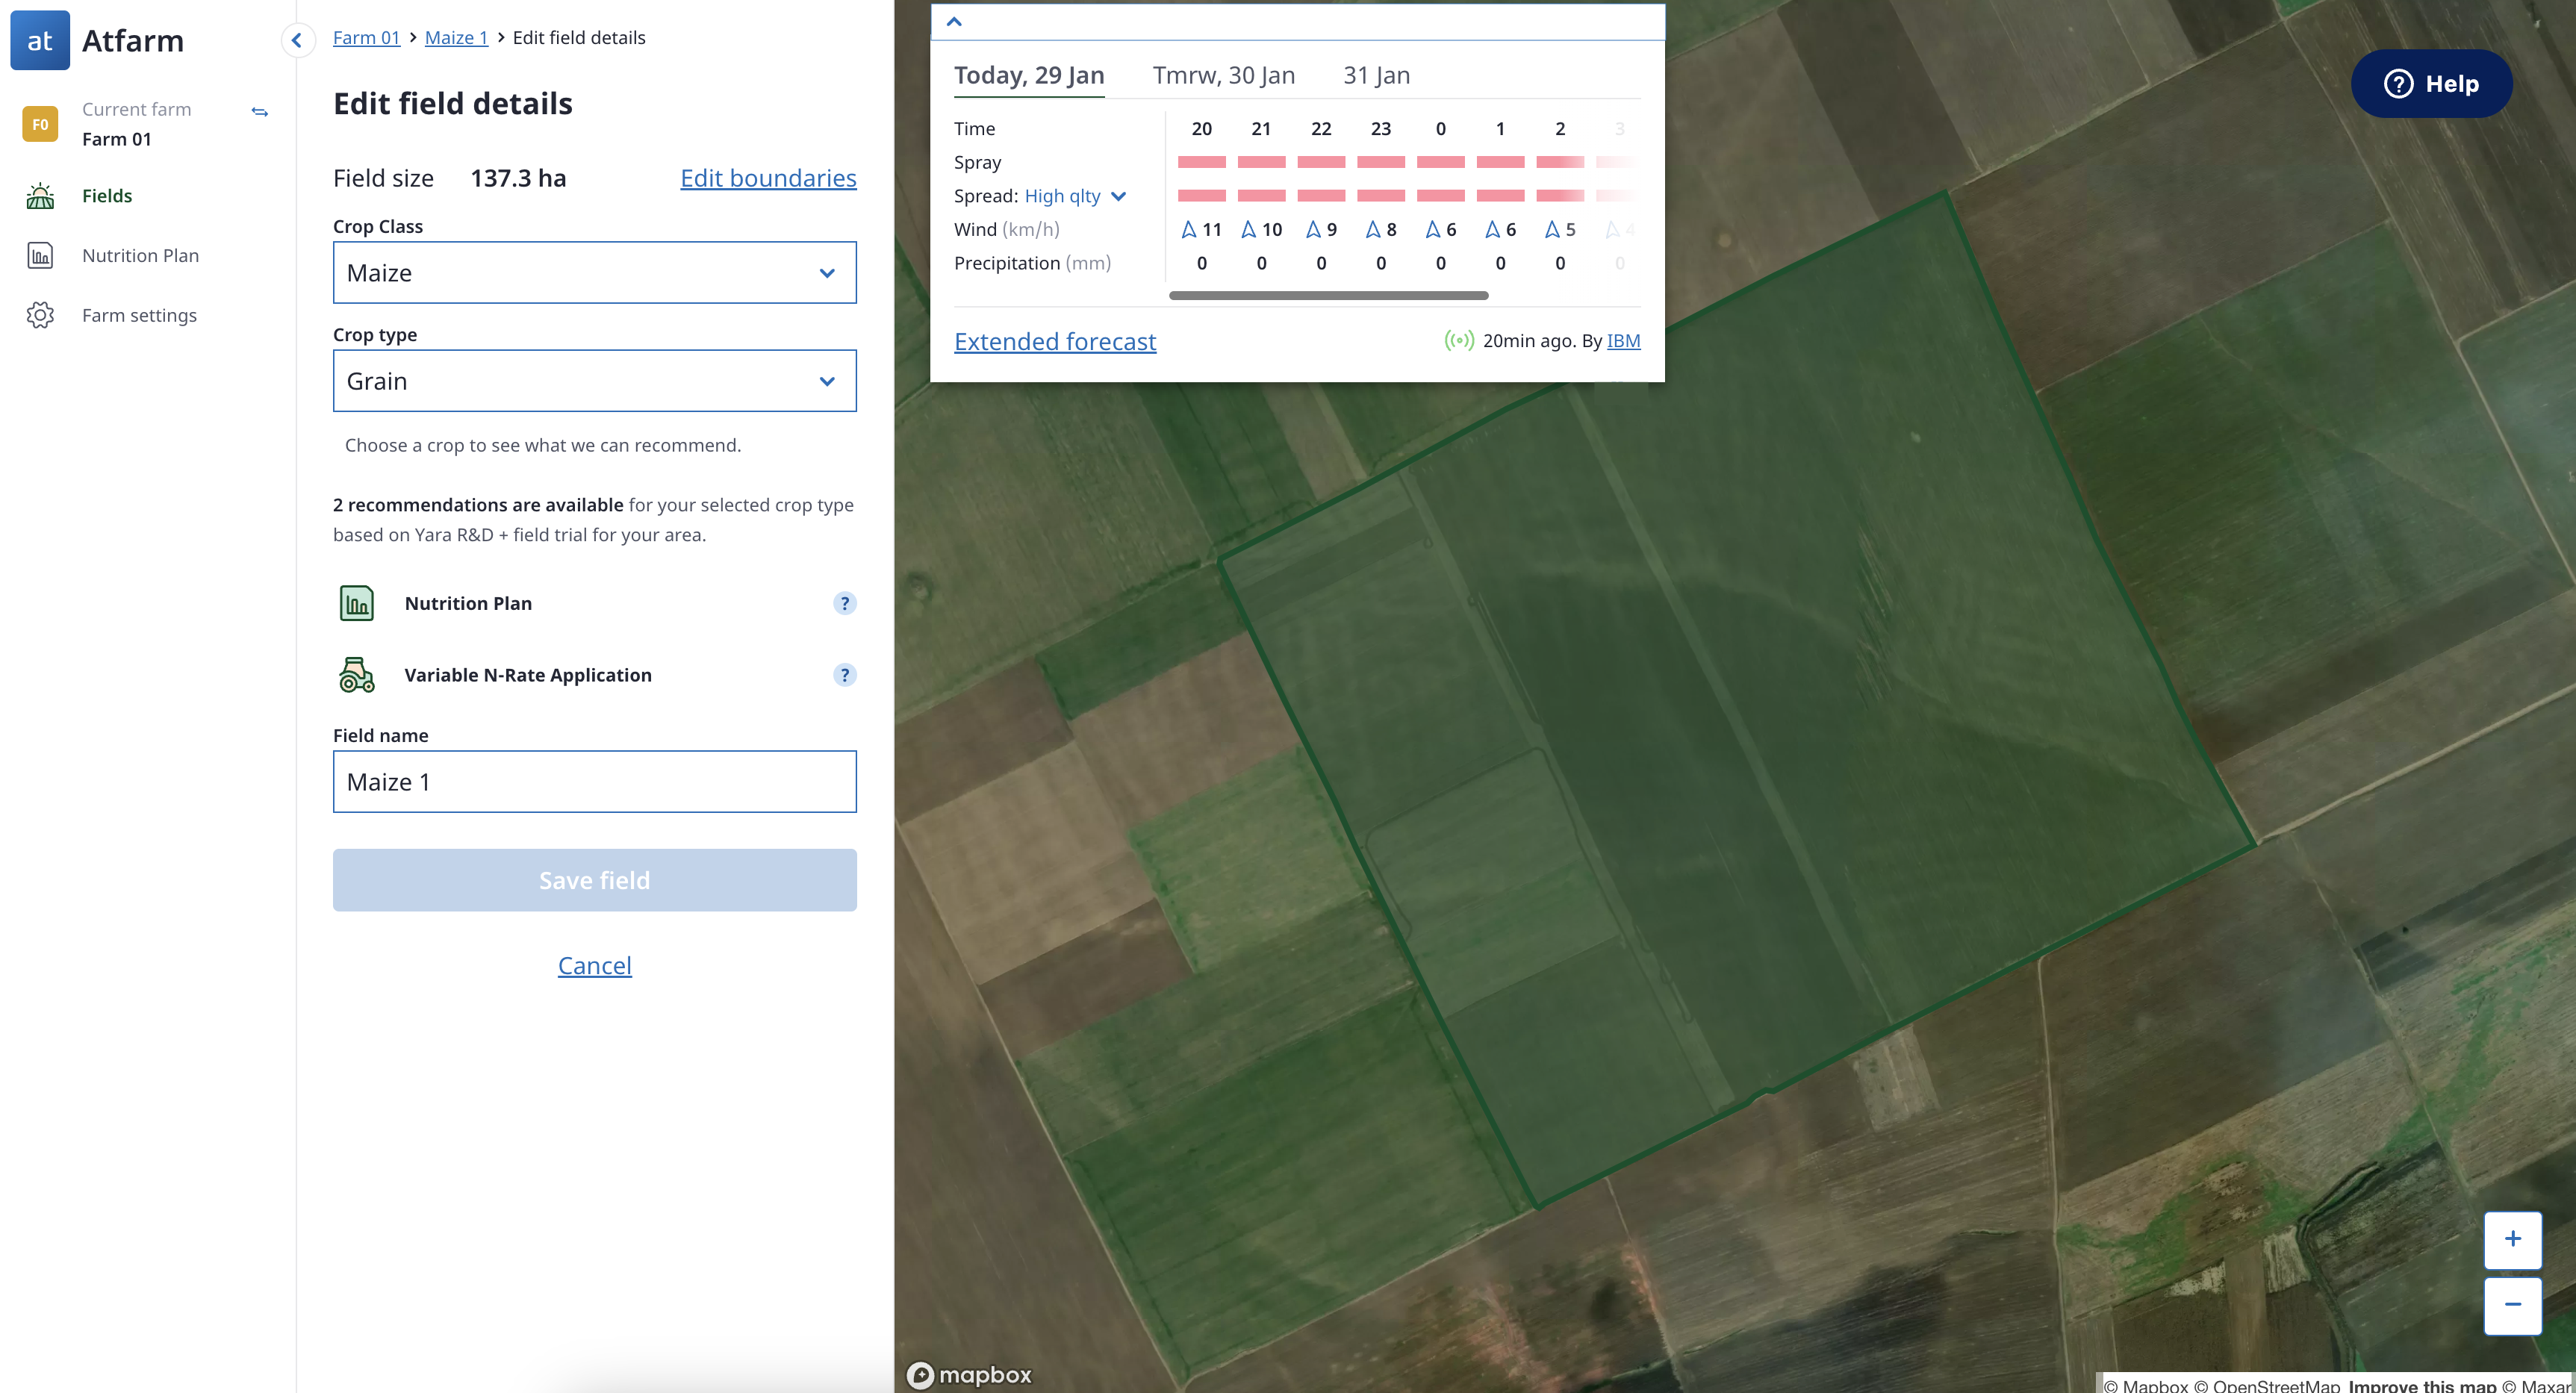 at Atfarm
F0 Current farm
Farm 01
Fields
Nutrition Plan
Farm settings
Farm 01 > Maize 1 > Edit field details
Edit field details
Field size 137.3 ha Edit boundaries
Crop Class
Maize
Crop type
Grain
Choose a crop to see what we can recommend.
2 recommendations are available for your selected crop type
based on Yara R&D + field trial for your area.
Nutrition Plan ?
Variable N-Rate Application ?
Field name
Maize 1
Save field
Cancel
Today, 29 Jan Tmrw, 30 Jan 31 Jan
Time 20 21 22 23 0 1 2 3
Spray
Spread: High qlty
Wind (km/h) 11 10 9 8 6 6 5 4
Precipitation (mm) 0 0 0 0 0 0 0 0
Extended forecast 20min ago. By IBM
? Help
+
−
mapbox
© Mapbox © OpenStreetMap Improve this map © Maxar